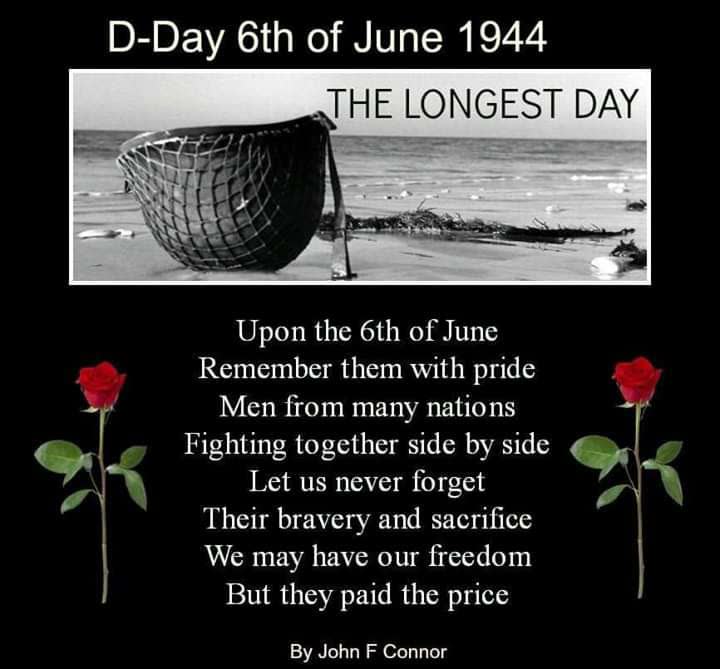 D-Day 6th of June 1944
THE LONGEST DAY
Upon the 6th of June
Remember them with pride
Men from many nations
Fighting together side by side
Let us never forget
Their bravery and sacrifice
We may have our freedom
But they paid the price
By John F Connor